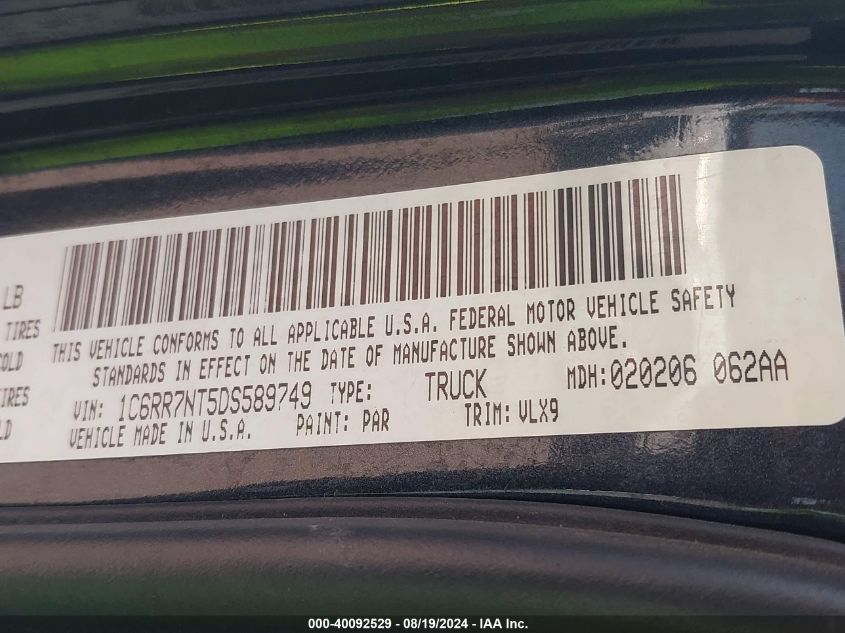 LB
TIRES
COLD
TIRES
THIS VEHICLE CONFORMS TO ALL APPLICABLE U.S.A. FEDERAL MOTOR VEHICLE SAFETY
STANDARDS IN EFFECT ON THE DATE OF MANUFACTURE SHOWN ABOVE.
VIN: 1C6RR7NT5DS589749 TYPE: TRUCK MDH:020206 062AA
VEHICLE MADE IN U.S.A. PAINT: PAR TRIM: VLX9
000-40092529 - 08/19/2024 - IAA Inc.